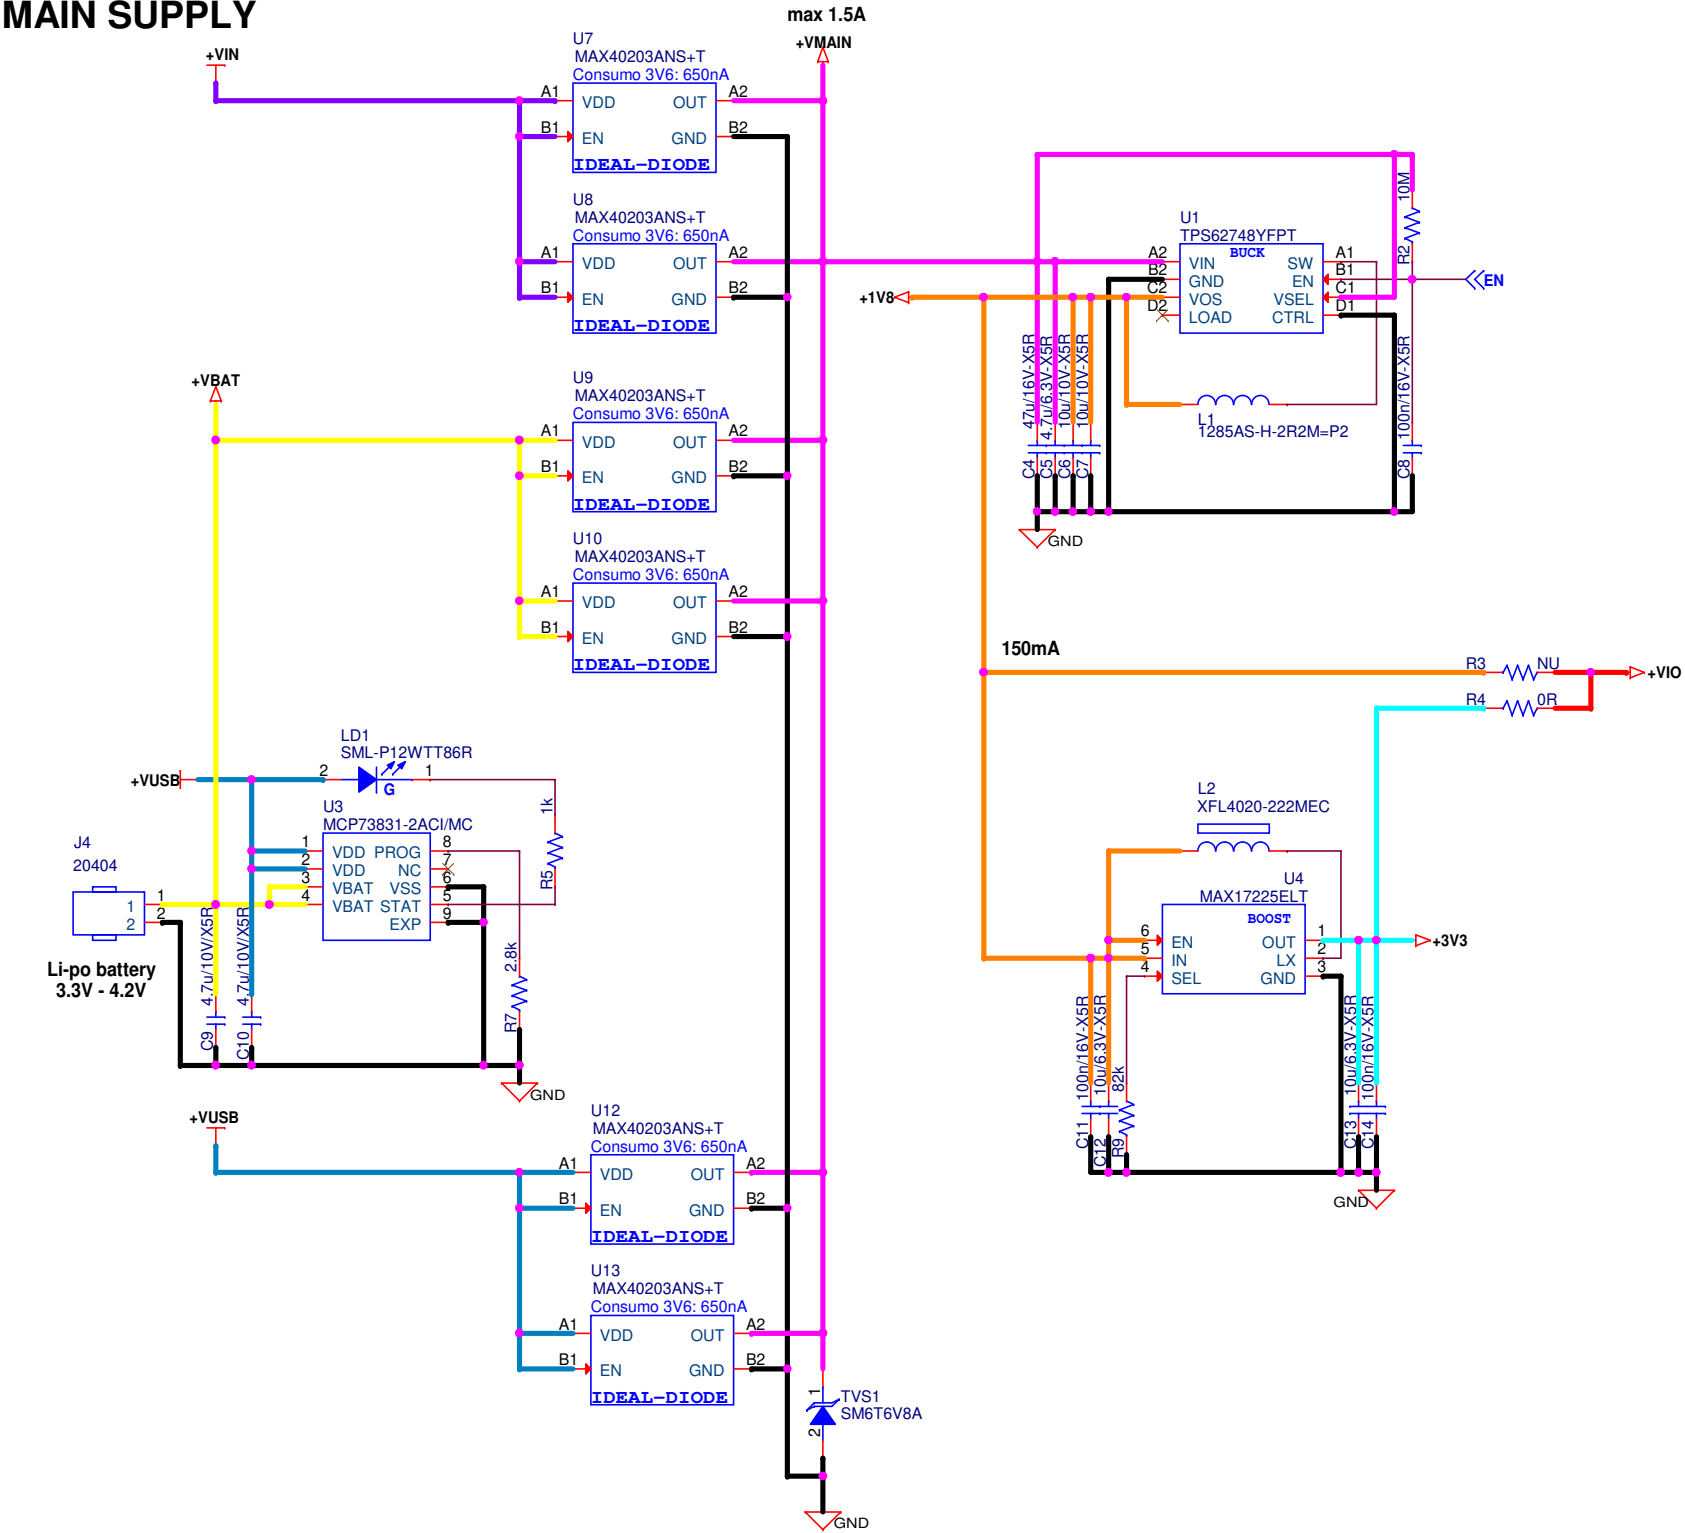 MAIN SUPPLY
max 1.5A
+VMAIN
+VIN
U7
MAX40203ANS+T
Consumo 3V6: 650nA
A1 VDD OUT A2
B1 EN GND B2
IDEAL-DIODE
U8
MAX40203ANS+T
Consumo 3V6: 650nA
A1 VDD OUT A2
B1 EN GND B2
IDEAL-DIODE
+VBAT
U9
MAX40203ANS+T
Consumo 3V6: 650nA
A1 VDD OUT A2
B1 EN GND B2
IDEAL-DIODE
U10
MAX40203ANS+T
Consumo 3V6: 650nA
A1 VDD OUT A2
B1 EN GND B2
IDEAL-DIODE
+VUSB
LD1
SML-P12WTT86R
2 1
G
U3
MCP73831-2ACI/MC
1 VDD PROG 8
2 VDD NC 7
3 VBAT VSS 6
4 VBAT STAT 5
EXP 9
1k
R5
2.8k
R7
J4
20404
1 1
2 2
Li-po battery
3.3V - 4.2V
4.7u/10V/X5R
C9
4.7u/10V/X5R
C10
GND
+VUSB
U12
MAX40203ANS+T
Consumo 3V6: 650nA
A1 VDD OUT A2
B1 EN GND B2
IDEAL-DIODE
U13
MAX40203ANS+T
Consumo 3V6: 650nA
A1 VDD OUT A2
B1 EN GND B2
IDEAL-DIODE
1
2
TVS1
SM6T6V8A
GND
U1
TPS62748YFPT
BUCK
A2 VIN SW A1
B2 GND EN B1
C2 VOS VSEL C1
D2 LOAD CTRL D1
10M
R2
EN
+1V8
L1
1285AS-H-2R2M=P2
47u/16V-X5R
C4
4.7u/6.3V-X5R
C5
10u/10V-X5R
C6
10u/10V-X5R
C7
100n/16V-X5R
C8
GND
150mA
R3 NU
+VIO
R4 0R
L2
XFL4020-222MEC
U4
MAX17225ELT
BOOST
6 EN OUT 1
5 IN LX 2
4 SEL GND 3
+3V3
100n/16V-X5R
C11
10u/6.3V-X5R
C12
82k
R9
10u/6.3V-X5R
C13
100n/16V-X5R
C14
GND